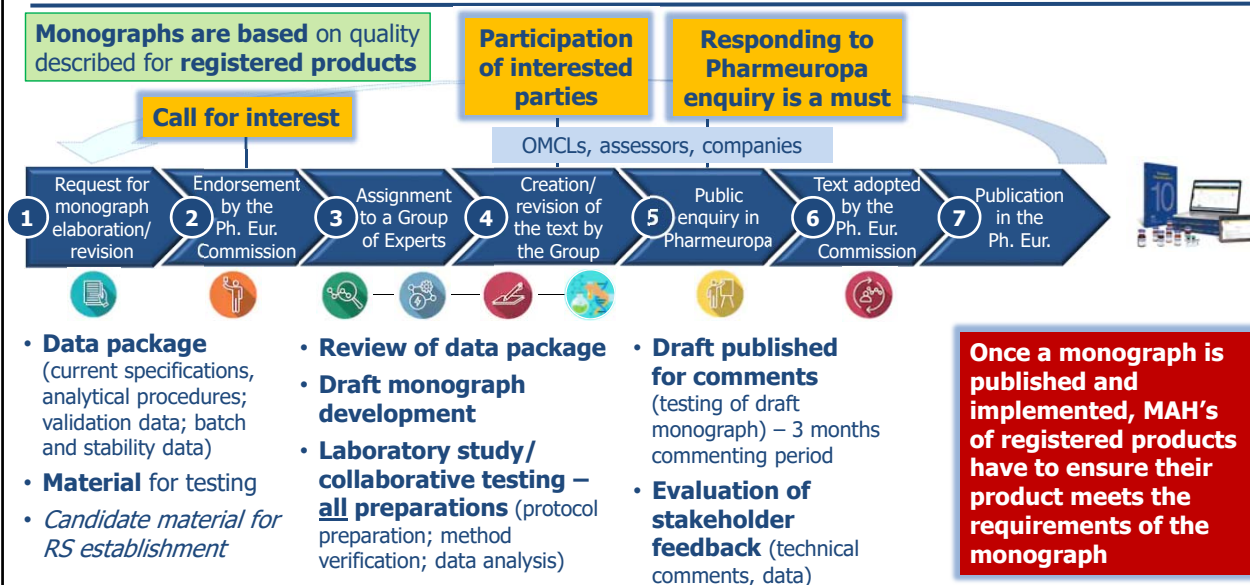 Monographs are based on quality
described for registered products
Participation
of interested
parties
Responding to
Pharmeuropa
enquiry is a must
Call for interest
OMCLs, assessors, companies
1
Request for
monograph
elaboration/
revision
2
Endorsement
by the
Ph. Eur.
Commission
3
Assignment
to a Group
of Experts
4
Creation/
revision of
the text by
the Group
5
Public
enquiry in
Pharmeuropa
6
Text adopted
by the
Ph. Eur.
Commission
7
Publication
in the
Ph. Eur.
10
• Data package
(current specifications,
analytical procedures;
validation data; batch
and stability data)
• Material for testing
• Candidate material for
RS establishment
• Review of data package
• Draft monograph
development
• Laboratory study/
collaborative testing –
all preparations (protocol
preparation; method
verification; data analysis)
• Draft published
for comments
(testing of draft
monograph) – 3 months
commenting period
• Evaluation of
stakeholder
feedback (technical
comments, data)
Once a monograph is
published and
implemented, MAH's
of registered products
have to ensure their
product meets the
requirements of the
monograph